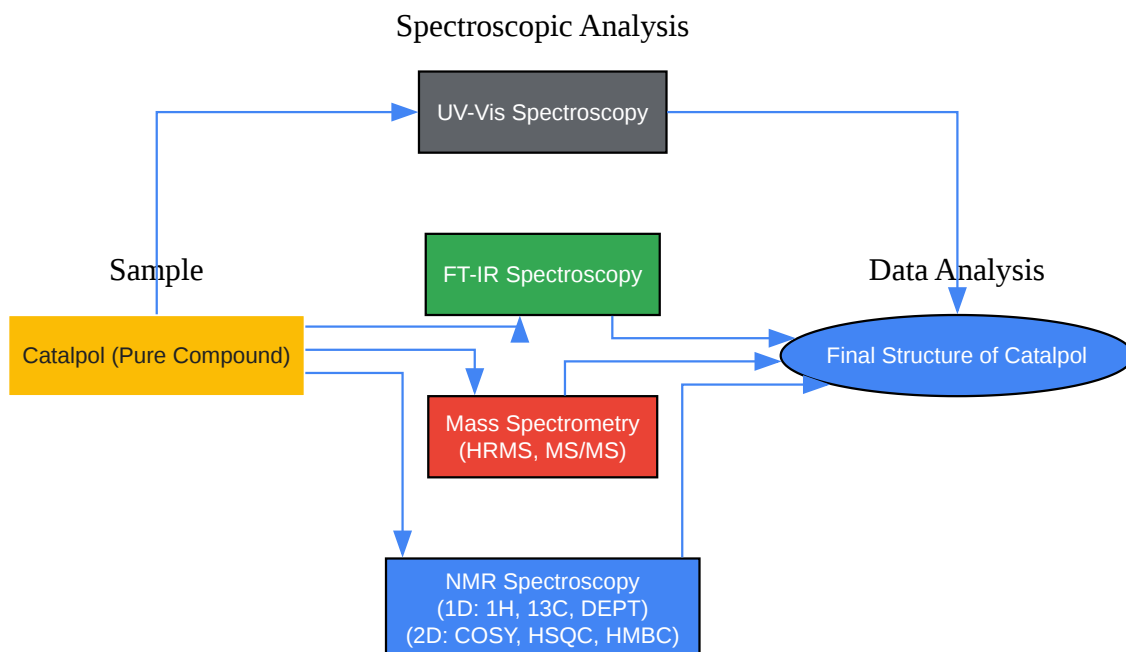 Spectroscopic Analysis
UV-Vis Spectroscopy
Sample
FT-IR Spectroscopy
Data Analysis
Catalpol (Pure Compound)
Final Structure of Catalpol
Mass Spectrometry
(HRMS, MS/MS)
NMR Spectroscopy
(1D: 1H, 13C, DEPT)
(2D: COSY, HSQC, HMBC)